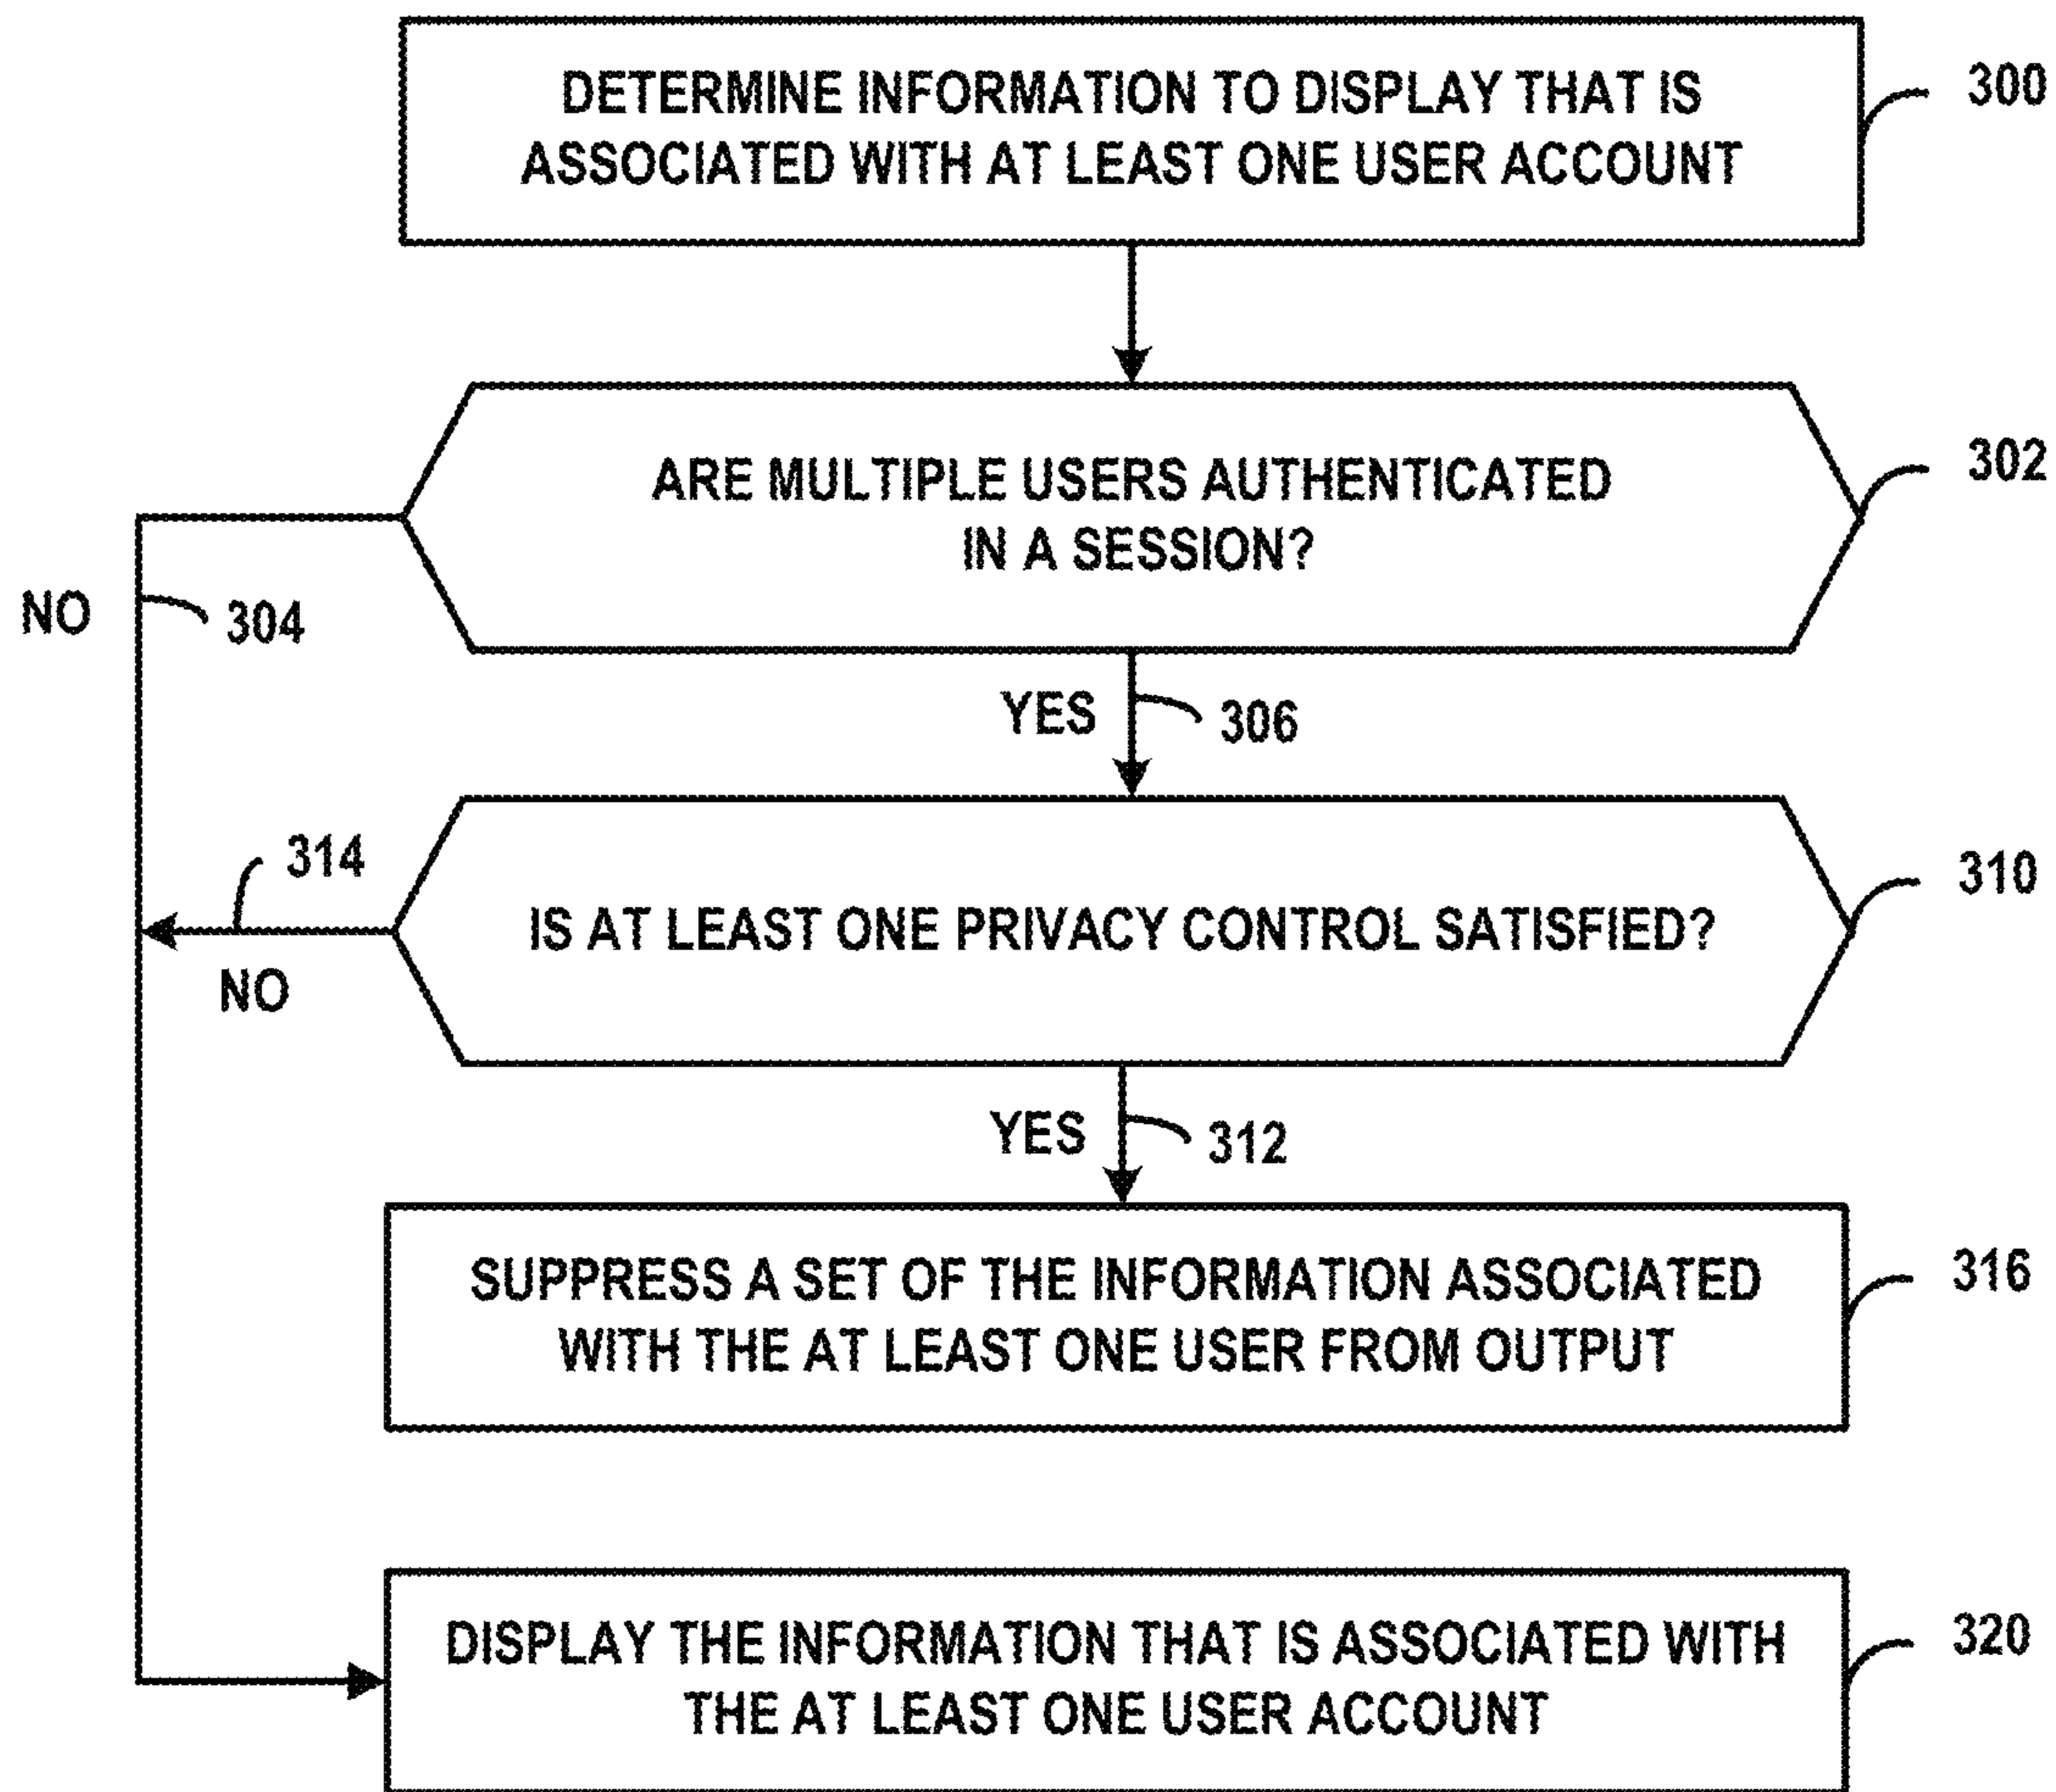 DETERMINE INFORMATION TO DISPLAY THAT IS
ASSOCIATED WITH AT LEAST ONE USER ACCOUNT
300
ARE MULTIPLE USERS AUTHENTICATED
IN A SESSION?
302
NO
304
YES
306
314
NO
IS AT LEAST ONE PRIVACY CONTROL SATISFIED?
310
YES
312
SUPPRESS A SET OF THE INFORMATION ASSOCIATED
WITH THE AT LEAST ONE USER FROM OUTPUT
316
DISPLAY THE INFORMATION THAT IS ASSOCIATED WITH
THE AT LEAST ONE USER ACCOUNT
320